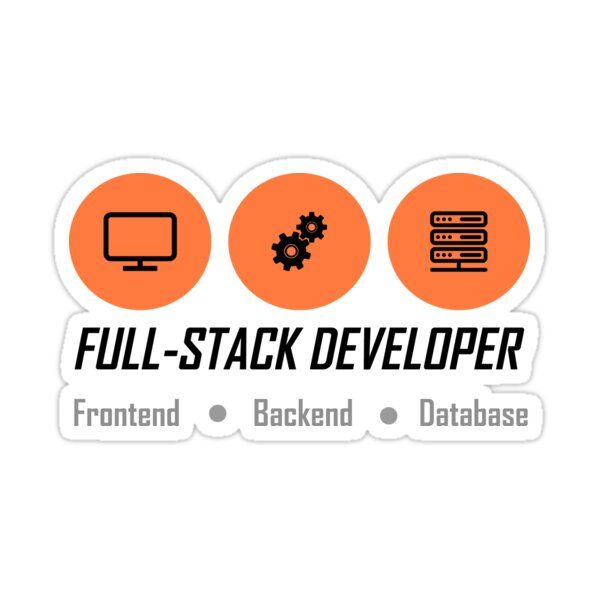 FULL-STACK DEVELOPER
Frontend ● Backend ● Database